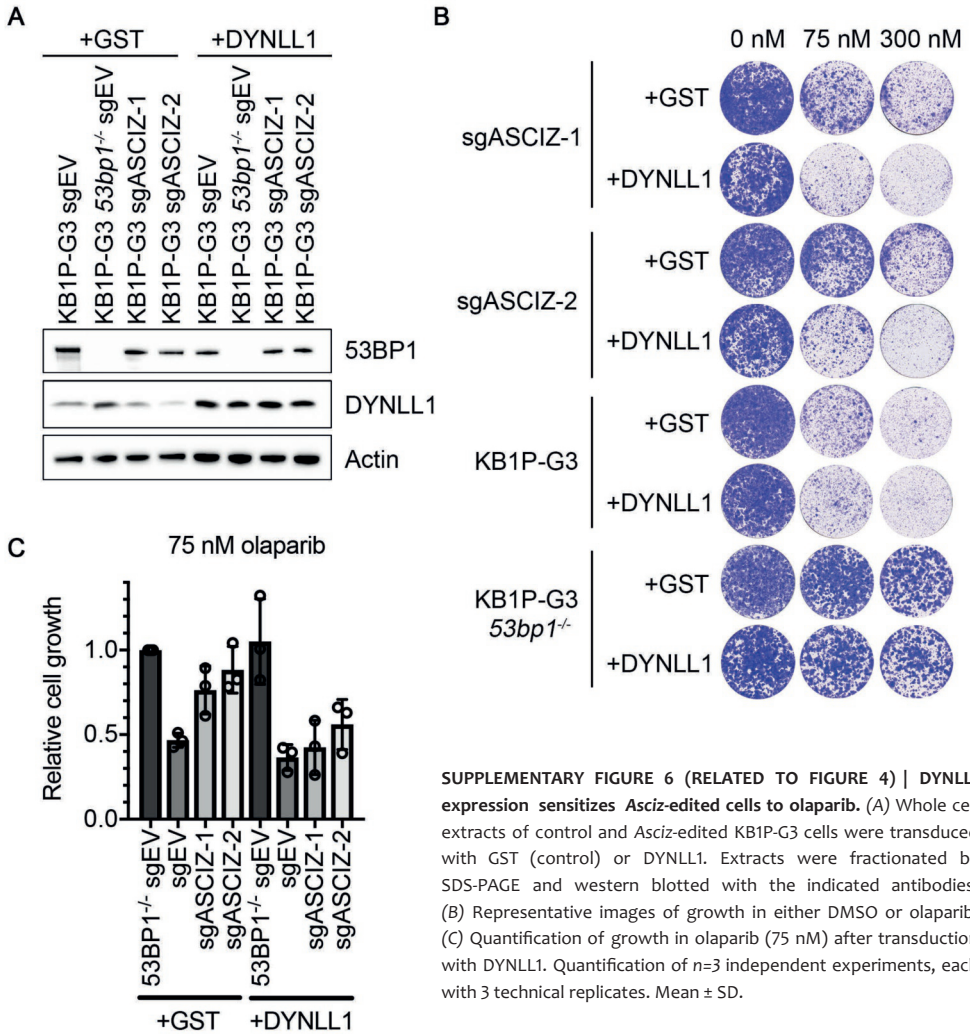 A
+GST
+DYNLL1
KB1P-G3 sgEV
KB1P-G3 53bp1-/- sgEV
KB1P-G3 sgASCIZ-1
KB1P-G3 sgASCIZ-2
KB1P-G3 sgEV
KB1P-G3 53bp1-/- sgEV
KB1P-G3 sgASCIZ-1
KB1P-G3 sgASCIZ-2
53BP1
DYNLL1
Actin
B
0 nM 75 nM 300 nM
sgASCIZ-1
+GST
+DYNLL1
sgASCIZ-2
+GST
+DYNLL1
KB1P-G3
+GST
+DYNLL1
KB1P-G3
53bp1-/-
+GST
+DYNLL1
C
75 nM olaparib
Relative cell growth
1.0
0.5
0.0
53BP1-/- sgEV
sgEV
sgASCIZ-1
sgASCIZ-2
53BP1-/- sgEV
sgEV
sgASCIZ-1
sgASCIZ-2
+GST
+DYNLL1
SUPPLEMENTARY FIGURE 6 (RELATED TO FIGURE 4) | DYNLL
expression sensitizes Asciz-edited cells to olaparib. (A) Whole ce
extracts of control and Asciz-edited KB1P-G3 cells were transduce
with GST (control) or DYNLL1. Extracts were fractionated b
SDS-PAGE and western blotted with the indicated antibodies
(B) Representative images of growth in either DMSO or olaparib
(C) Quantification of growth in olaparib (75 nM) after transduction
with DYNLL1. Quantification of n=3 independent experiments, each
with 3 technical replicates. Mean ± SD.